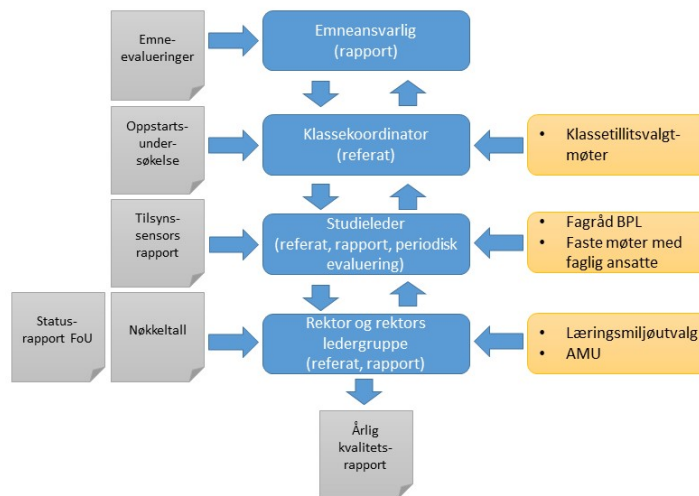 Emne-
evalueringer
Emneansvarlig
(rapport)
Oppstarts-
under-
søkelse
Klassekoordinator
(referat)
• Klassetillitsvalgt-
møter
Tilsyns-
sensors
rapport
Studieleder
(referat, rapport, periodisk
evaluering)
• Fagråd BPL
• Faste møter med
faglig ansatte
Status-
rapport FoU
Nøkkeltall
Rektor og rektors
ledergruppe
(referat, rapport)
• Læringsmiljøutvalg
• AMU
Årlig
kvalitets-
rapport